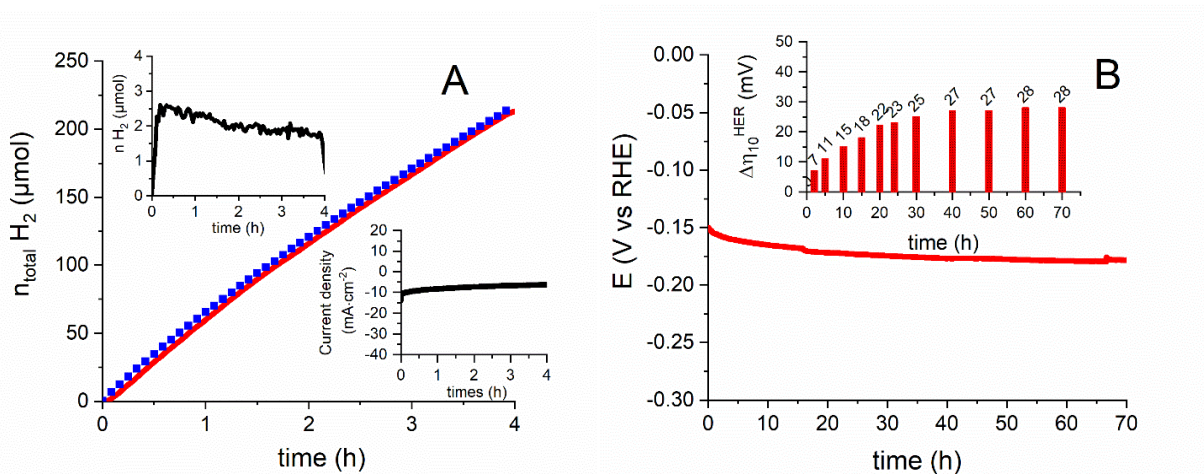 A
n_total H₂ (μmol)
250
200
150
100
50
0
0 1 2 3 4
time (h)
n H₂ (μmol)
4
3
2
1
0
0 1 2 3 4
time (h)
Current density
(mA·cm⁻²)
20
10
0
-10
-20
-30
-40
0 1 2 3 4
times (h)
B
E (V vs RHE)
0.00
-0.05
-0.10
-0.15
-0.20
-0.25
-0.30
0 10 20 30 40 50 60 70
time (h)
Δη₁₀ᴴᴱᴿ (mV)
50
40
30
20
10
0
7 11 15 18 22 23 25 27 27 28 28
0 10 20 30 40 50 60 70
time (h)